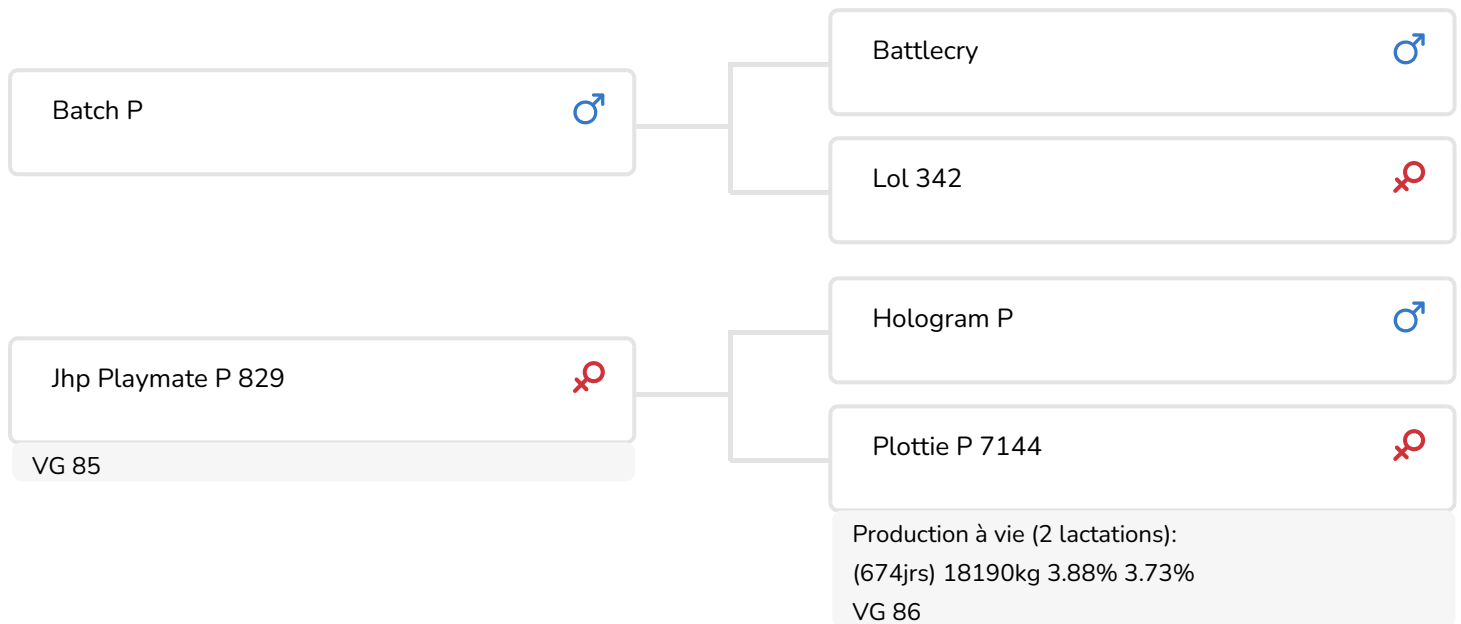 Battlecry
Batch P
Lol 342
Hologram P
Jhp Playmate P 829
VG 85
Plottie P 7144
Production à vie (2 lactations):
(674jrs) 18190kg 3.88% 3.73%
VG 86